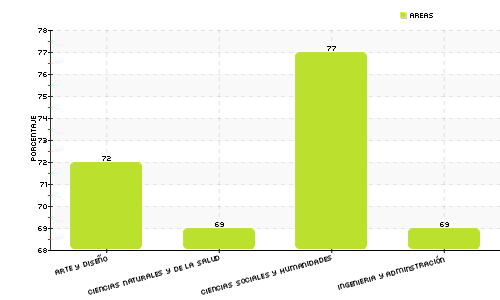 AREAS
78
77
76
75
74
73
72
71
70
69
68
PORCENTAJE
72
69
77
69
ARTE Y DISEÑO
CIENCIAS NATURALES Y DE LA SALUD
CIENCIAS SOCIALES Y HUMANIDADES
INGENIERIA Y ADMINSTRACIÓN